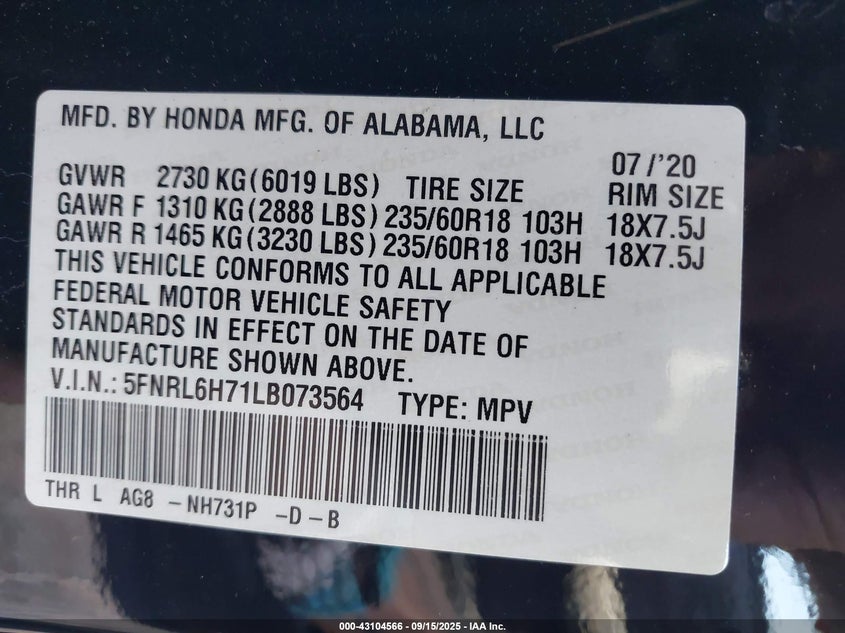 MFD. BY HONDA MFG. OF ALABAMA, LLC
07/'20
GVWR 2730 KG(6019 LBS) TIRE SIZE RIM SIZE
GAWR F 1310 KG(2888 LBS) 235/60R18 103H 18X7.5J
GAWR R 1465 KG(3230 LBS) 235/60R18 103H 18X7.5J
THIS VEHICLE CONFORMS TO ALL APPLICABLE
FEDERAL MOTOR VEHICLE SAFETY
STANDARDS IN EFFECT ON THE DATE OF
MANUFACTURE SHOWN ABOVE.
V.I.N.: 5FNRL6H71LB073564 TYPE: MPV
THR L AG8 -NH731P -D-B
HONDA
000-43104566 - 09/15/2025 - IAA Inc.